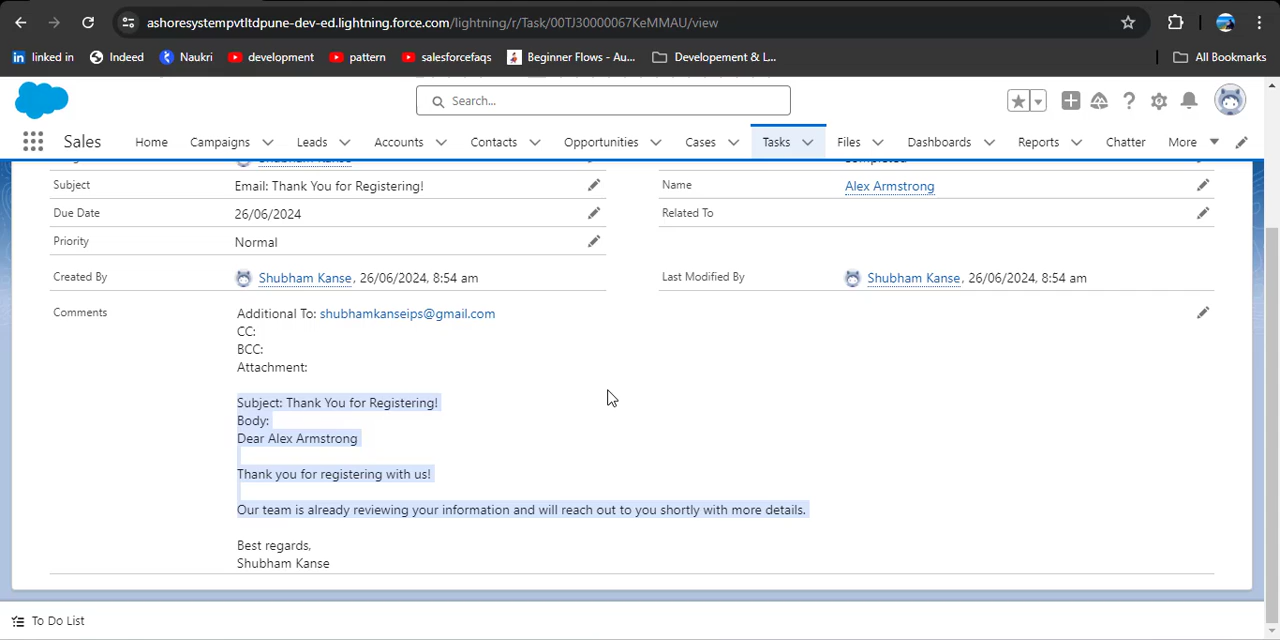 ashoresystempvtltdpune-dev-ed.lightning.force.com/lightning/r/Task/00TJ30000067KeMMAU/view
linked in Indeed Naukri development pattern salesforcefaqs Beginner Flows - Au... Developement & L... All Bookmarks
Search...
Sales Home Campaigns Leads Accounts Contacts Opportunities Cases Tasks Files Dashboards Reports Chatter More
Shubham Kanse Completed
Subject Email: Thank You for Registering! Name Alex Armstrong
Due Date 26/06/2024 Related To
Priority Normal
Created By Shubham Kanse, 26/06/2024, 8:54 am Last Modified By Shubham Kanse, 26/06/2024, 8:54 am
Comments Additional To: shubhamkanseips@gmail.com
CC:
BCC:
Attachment:
Subject: Thank You for Registering!
Body:
Dear Alex Armstrong
Thank you for registering with us!
Our team is already reviewing your information and will reach out to you shortly with more details.
Best regards,
Shubham Kanse
To Do List